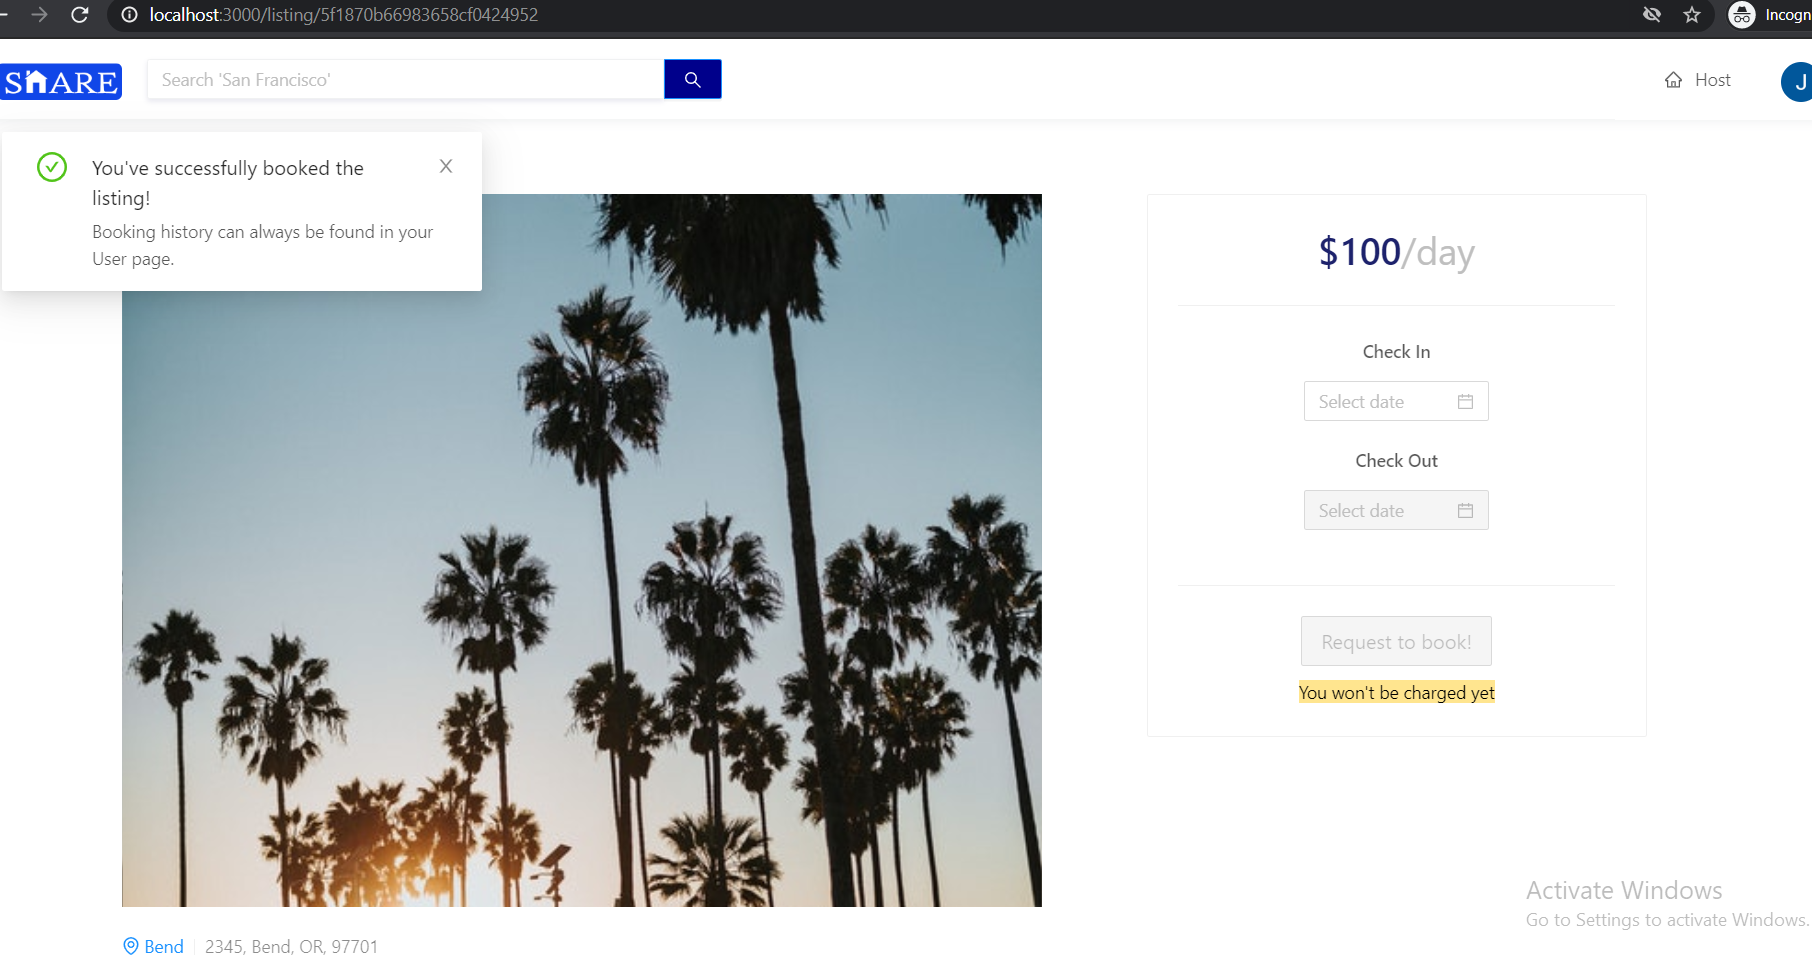 localhost:3000/listing/5f1870b66983658cf0424952
Incogn
SHARE
Search 'San Francisco'
Host
J
You've successfully booked the
listing!
Booking history can always be found in your
User page.
$100/day
Check In
Select date
Check Out
Select date
Request to book!
You won't be charged yet
Bend
2345, Bend, OR, 97701
Activate Windows
Go to Settings to activate Windows.